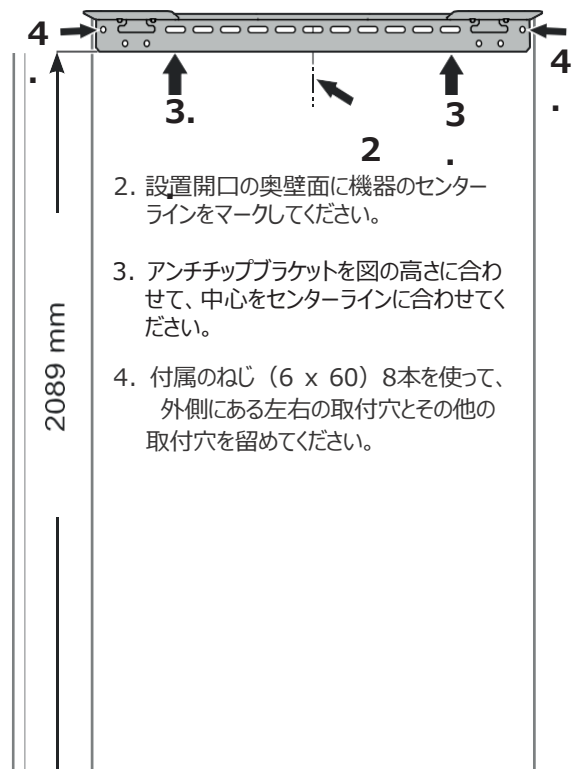 4
.
4
.
3.
3
.
2
.
2. 設置開口の奥壁面に機器のセンター
ラインをマークしてください。
3. アンチチップブラケットを図の高さに合わ
せて、中心をセンターラインに合わせてく
ださい。
4. 付属のねじ（6 x 60）8本を使って、
外側にある左右の取付穴とその他の
取付穴を留めてください。
2089 mm